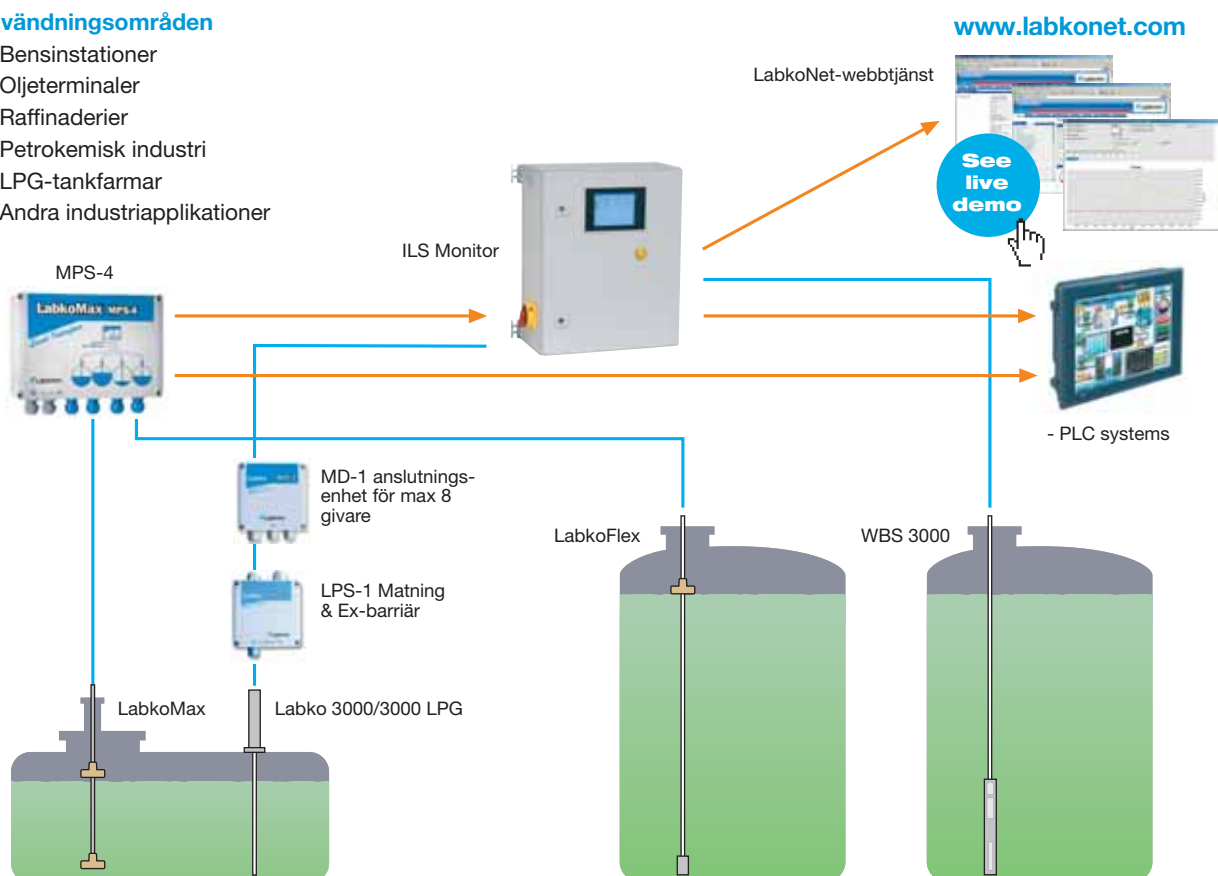 vändningsområden
Bensinstationer
Oljeterminaler
Raffinaderier
Petrokemisk industri
LPG-tankfarmar
Andra industriapplikationer
www.labkonet.com
LabkoNet-webbtjänst
See
live
demo
ILS Monitor
MPS-4
LabkoMax MPS4
- PLC systems
MD-1 anslutnings-
enhet för max 8
givare
LPS-1 Matning
& Ex-barriär
LabkoFlex
WBS 3000
LabkoMax
Labko 3000/3000 LPG